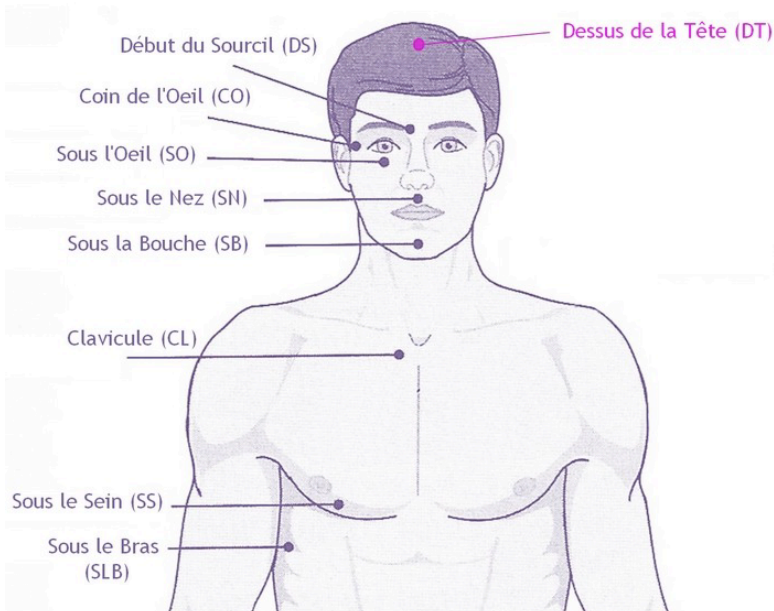 Dessus de la Tête (DT)
Début du Sourcil (DS)
Coin de l'Oeil (CO)
Sous l'Oeil (SO)
Sous le Nez (SN)
Sous la Bouche (SB)
Clavicule (CL)
Sous le Sein (SS)
Sous le Bras
(SLB)